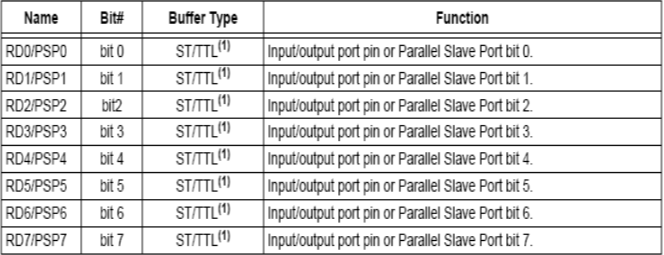 Name Bit# Buffer Type Function
RD0/PSP0 bit 0 ST/TTL(1) Input/output port pin or Parallel Slave Port bit 0.
RD1/PSP1 bit 1 ST/TTL(1) Input/output port pin or Parallel Slave Port bit 1.
RD2/PSP2 bit2 ST/TTL(1) Input/output port pin or Parallel Slave Port bit 2.
RD3/PSP3 bit 3 ST/TTL(1) Input/output port pin or Parallel Slave Port bit 3.
RD4/PSP4 bit 4 ST/TTL(1) Input/output port pin or Parallel Slave Port bit 4.
RD5/PSP5 bit 5 ST/TTL(1) Input/output port pin or Parallel Slave Port bit 5.
RD6/PSP6 bit 6 ST/TTL(1) Input/output port pin or Parallel Slave Port bit 6.
RD7/PSP7 bit 7 ST/TTL(1) Input/output port pin or Parallel Slave Port bit 7.